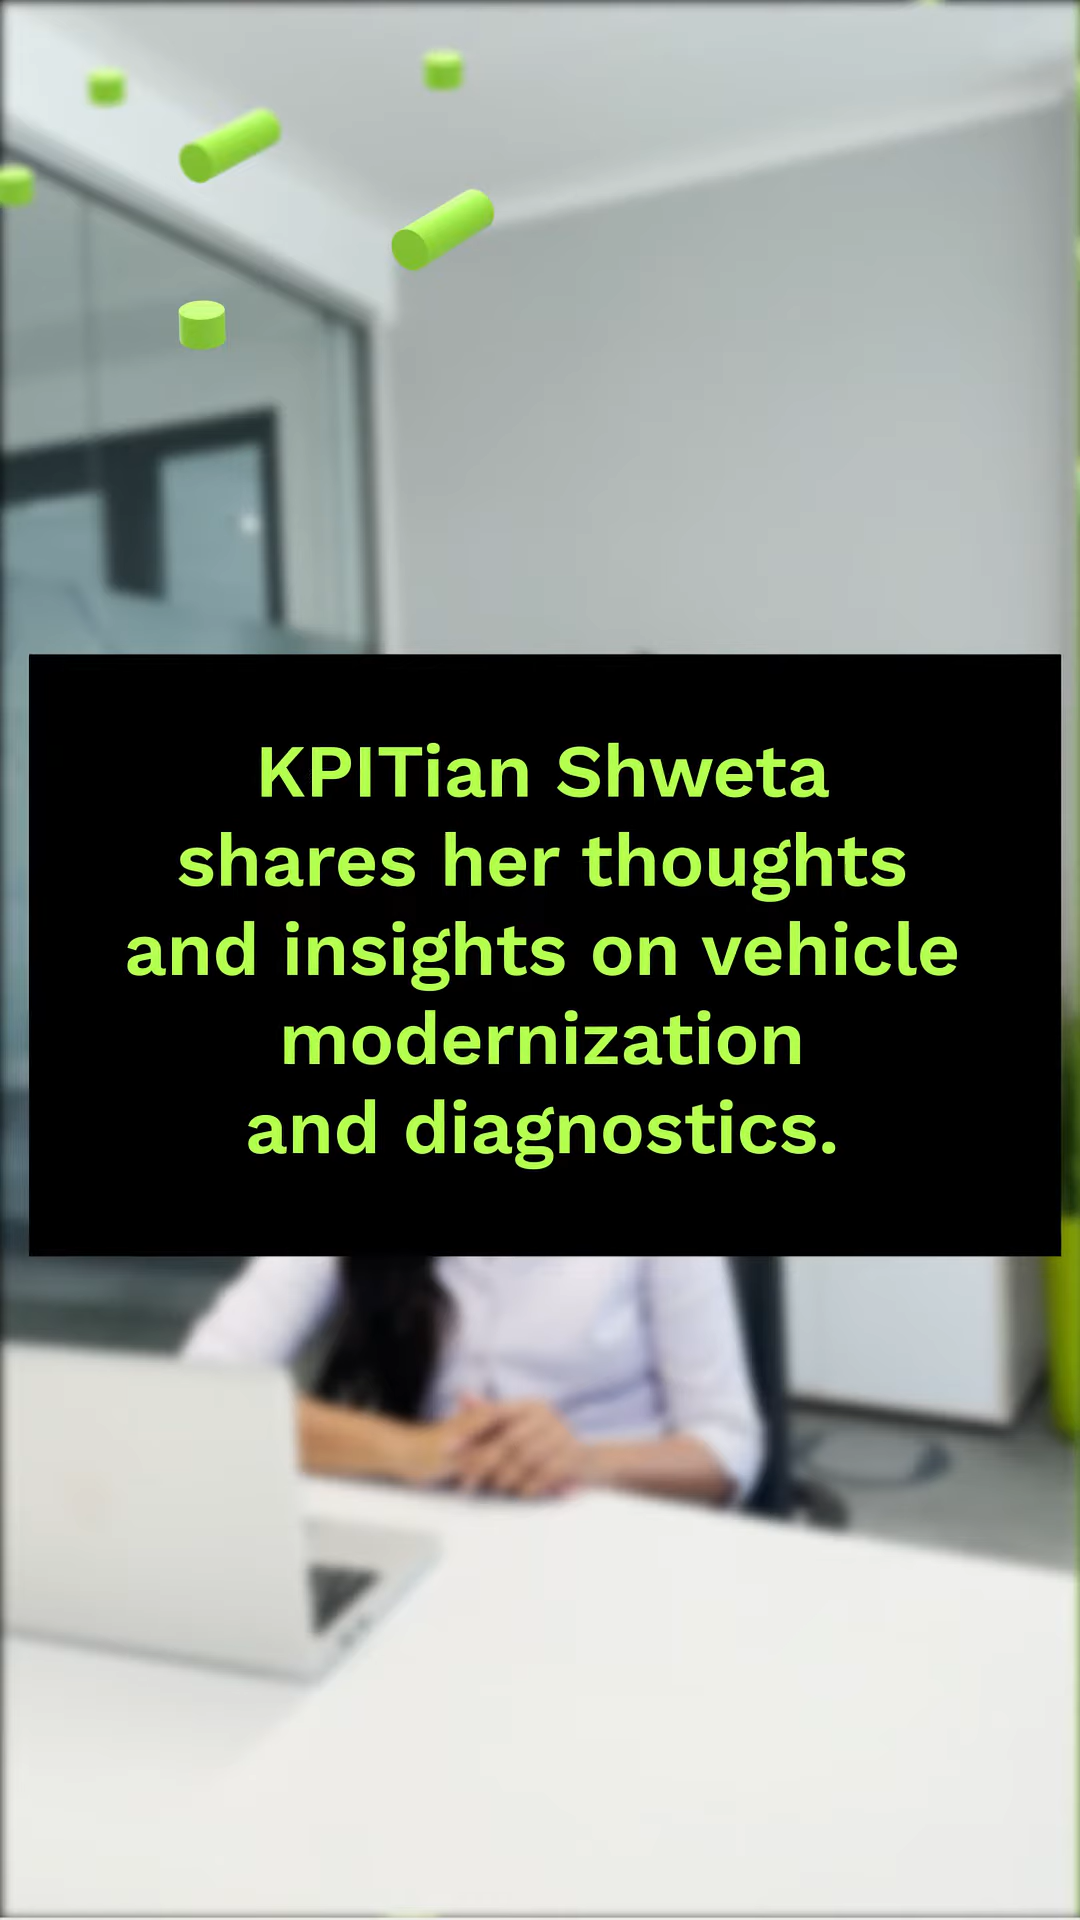 KPITian Shweta
shares her thoughts
and insights on vehicle
modernization
and diagnostics.